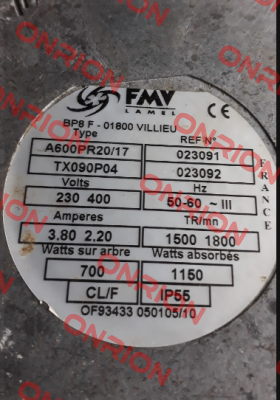 FMV
LAMEL
CE
BP8 F - 01800 VILLIEU
Type REF N°
A600PR20/17 023091
TX090P04 023092
Volts Hz
230 400 50-60 ~ III
Amperes TR/mn
3.80 2.20 1500 1800
Watts sur arbre Watts absorbés
700 1150
CL/F IP55
OF93433 050105/10
FRANCE
ONRION
ONRION
ONRION
ONRION
ONRION
ONRION
ONRION